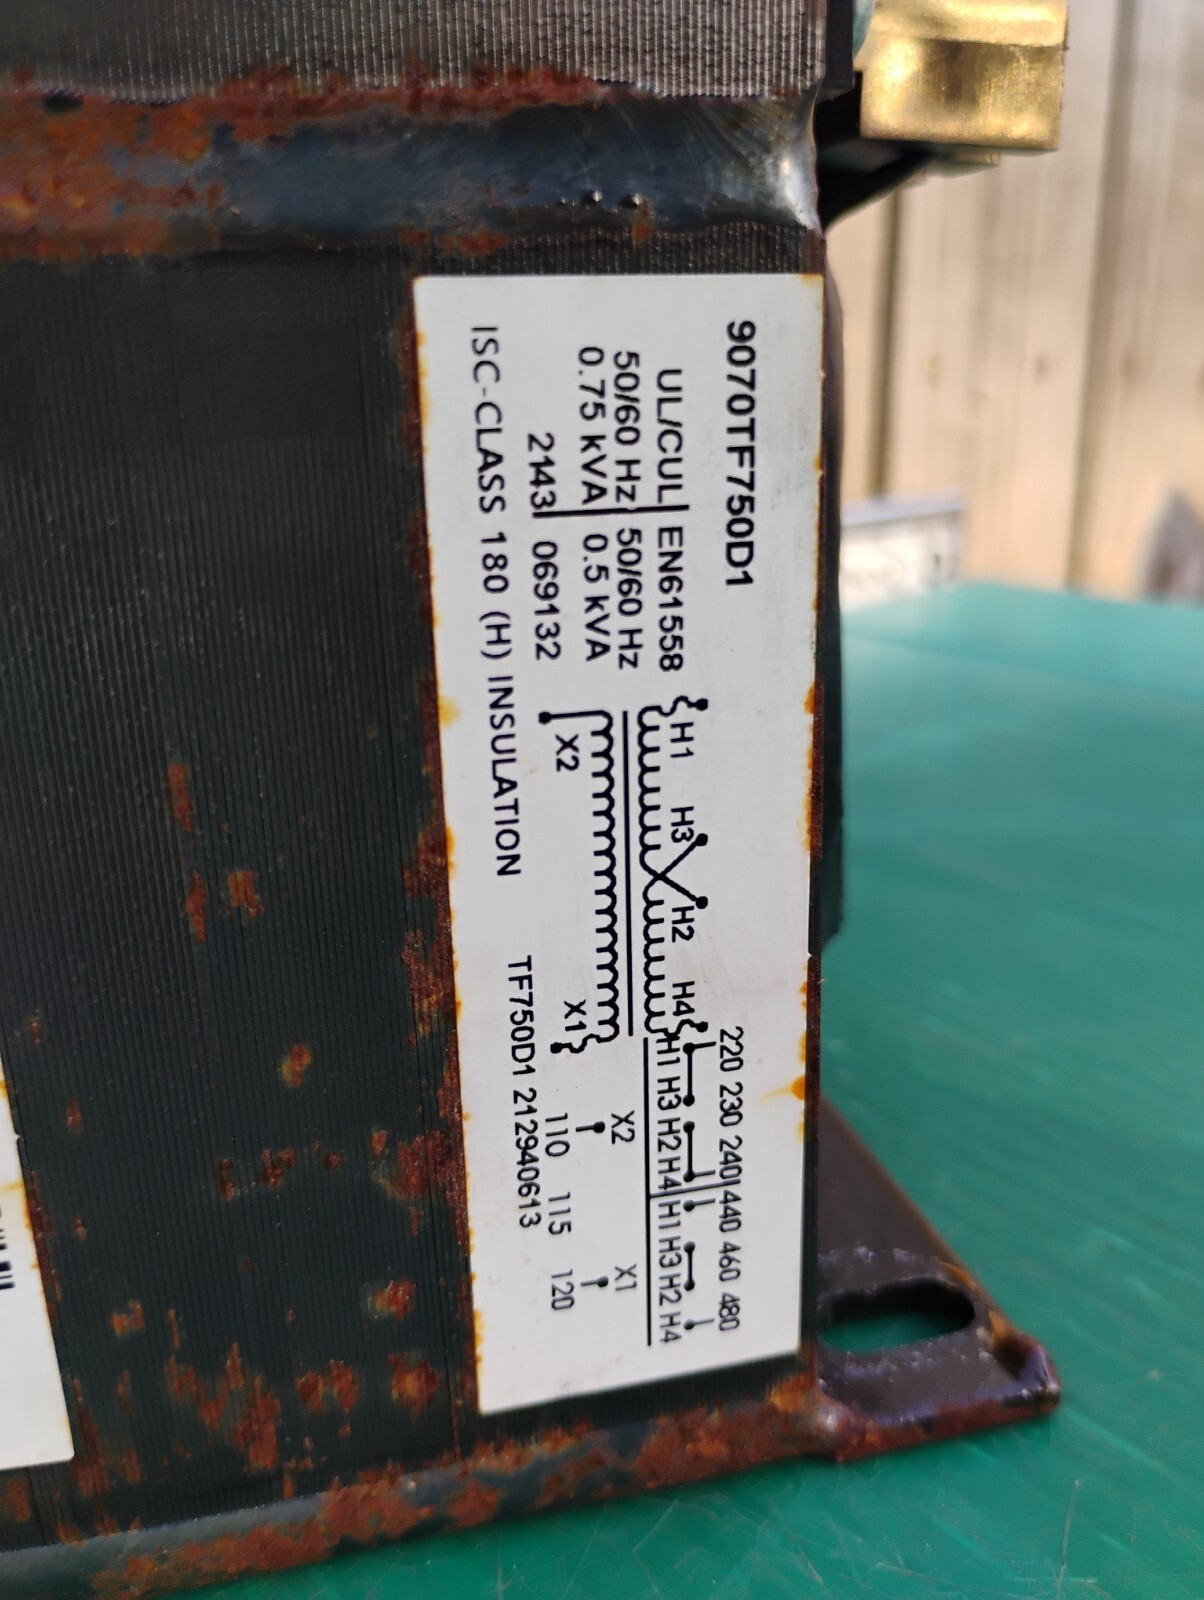 9070TF750D1
UL/CUL EN61558
50/60 Hz 50/60 Hz
0.75 kVA 0.5 kVA
2143 069132
ISC-CLASS 180 (H) INSULATION
H1 H3 H2 H4
X2 X1
220 230 240 440 460 480
H1 H3 H2 H4 H1 H3 H2 H4
X2 X1
110 115 120
TF750D1 212940613